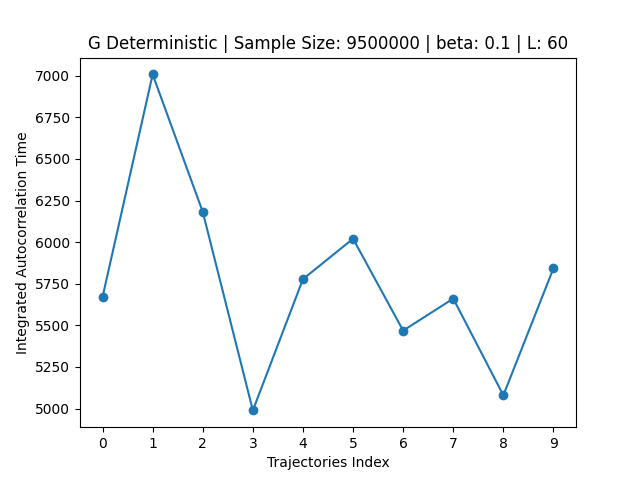 G Deterministic | Sample Size: 9500000 | beta: 0.1 | L: 60
Integrated Autocorrelation Time
7000
6750
6500
6250
6000
5750
5500
5250
5000
0 1 2 3 4 5 6 7 8 9
Trajectories Index